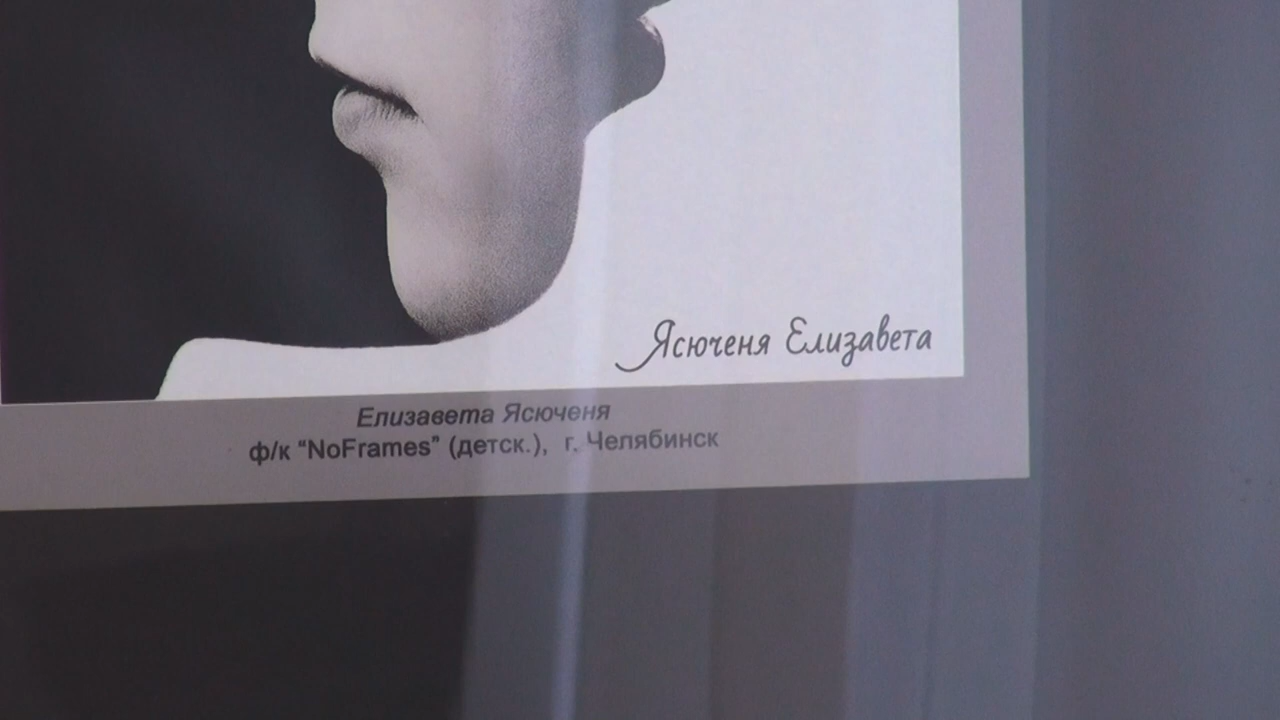 Ясюченя Елизавета
Елизавета Ясюченя
ф/к “NoFrames” (детск.), г. Челябинск